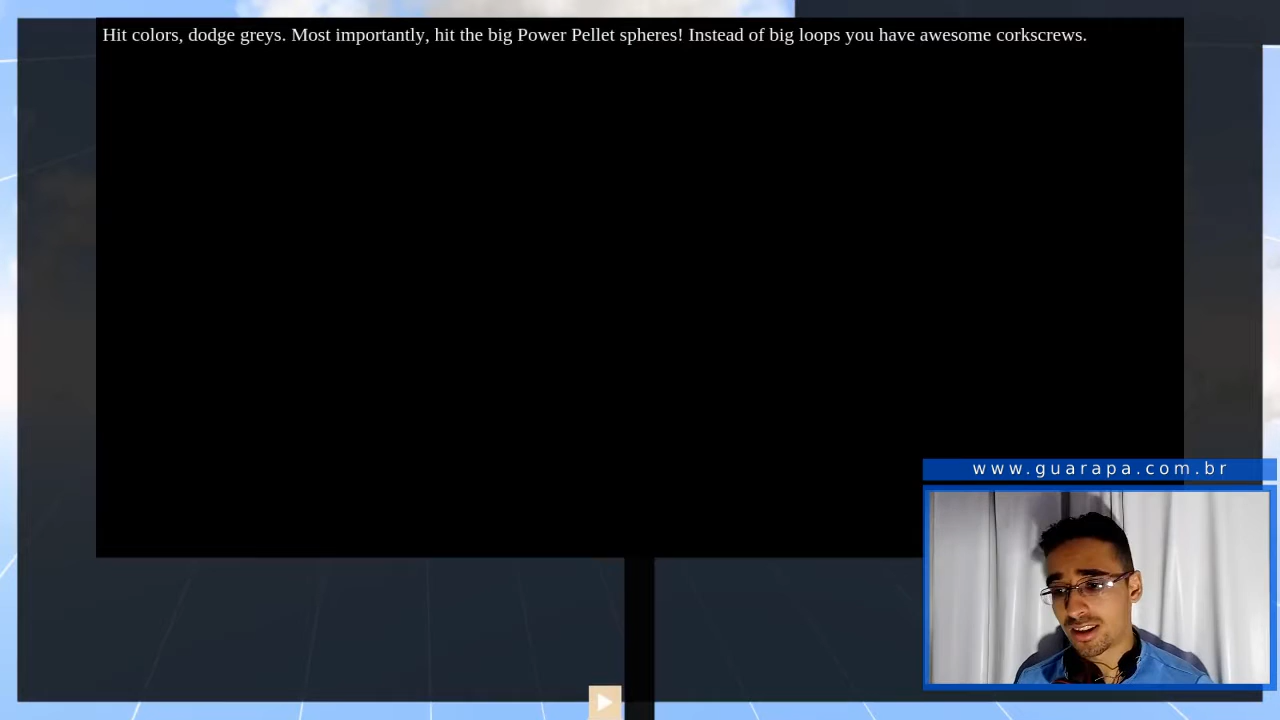 Hit colors, dodge greys. Most importantly, hit the big Power Pellet spheres! Instead of big loops you have awesome corkscrews.
www.guarapa.com.br